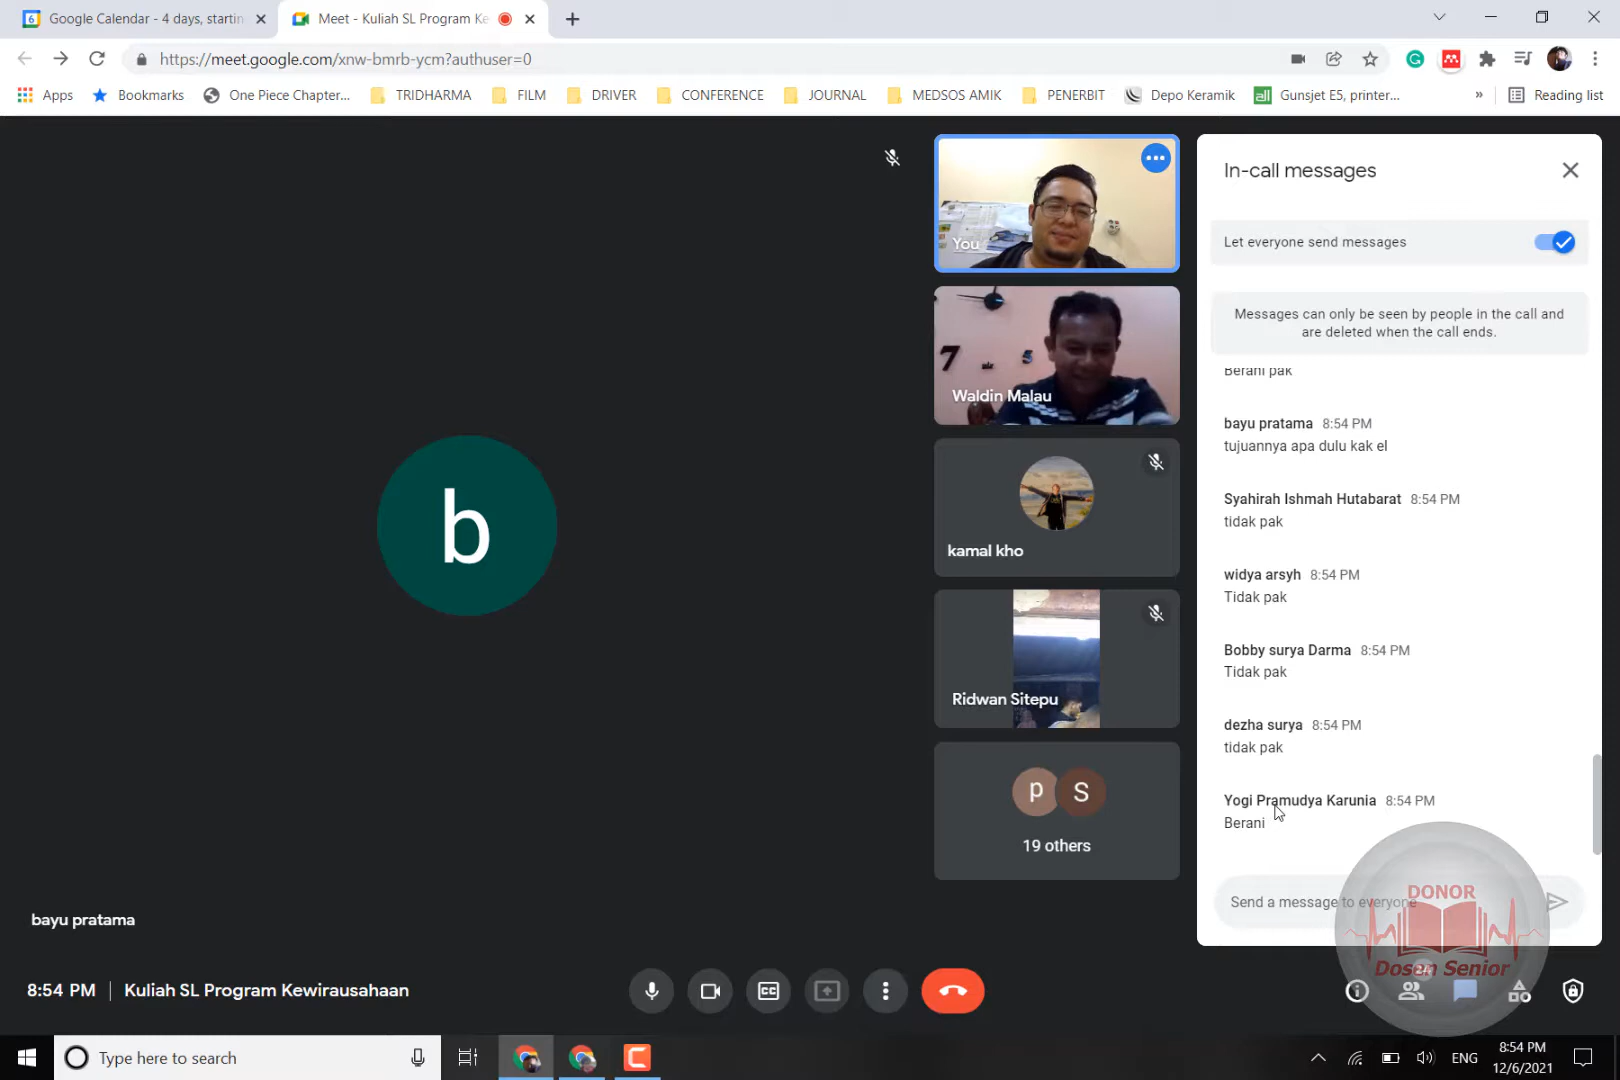 6 Google Calendar - 4 days, startin
Meet - Kuliah SL Program Ke
https://meet.google.com/xnw-bmrb-ycm?authuser=0
Apps
Bookmarks
One Piece Chapter...
TRIDHARMA
FILM
DRIVER
CONFERENCE
JOURNAL
MEDSOS AMIK
PENERBIT
Depo Keramik
all
Gunsjet E5, printer...
»
Reading list
b
bayu pratama
You
7
5
Waldin Malau
kamal kho
Ridwan Sitepu
p S
19 others
In-call messages
Let everyone send messages
Messages can only be seen by people in the call and
are deleted when the call ends.
Berani pak
bayu pratama 8:54 PM
tujuannya apa dulu kak el
Syahirah Ishmah Hutabarat 8:54 PM
tidak pak
widya arsyh 8:54 PM
Tidak pak
Bobby surya Darma 8:54 PM
Tidak pak
dezha surya 8:54 PM
tidak pak
Yogi Pramudya Karunia 8:54 PM
Berani
Send a message to everyone
DONOR
Dosen Senior
24
8:54 PM | Kuliah SL Program Kewirausahaan
CC
Type here to search
ENG
8:54 PM
12/6/2021